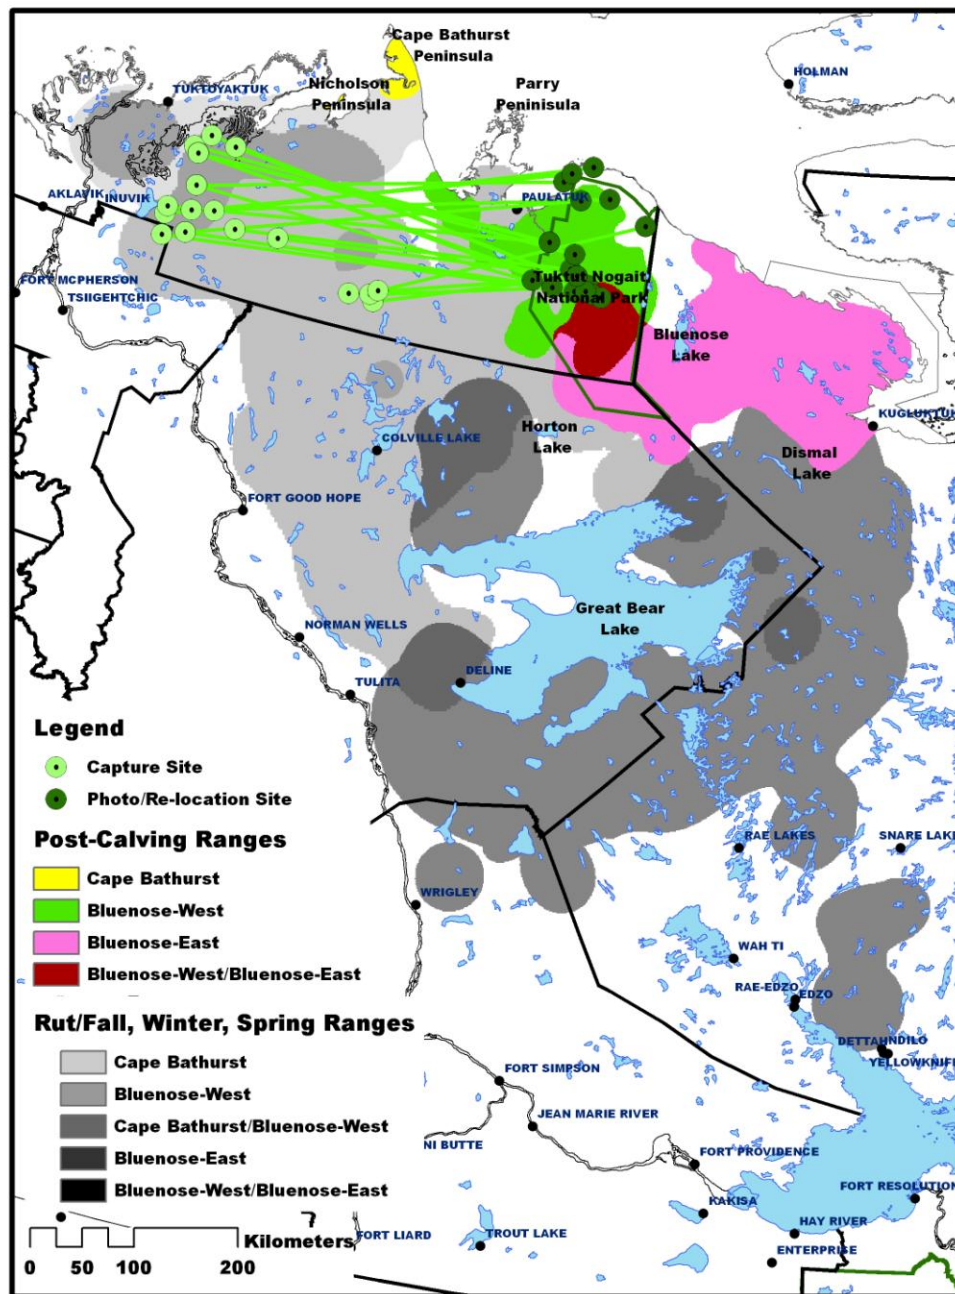 Cape Bathurst
Peninsula
HOLMAN
Nicholson
Peninsula
Parry
Peninisula
TUKTOYAKTUK
AKLAVIK
INUVIK
PAULATUK
FORT MCPHERSON
TSIIGEHTCHIC
Tuktut Nogait
National Park
Bluenose
Lake
KUGLUKTUK
Horton
Lake
COLVILLE LAKE
Dismal
Lake
FORT GOOD HOPE
Great Bear
Lake
NORMAN WELLS
DELINE
TULITA
Legend
Capture Site
Photo/Re-location Site
Post-Calving Ranges
Cape Bathurst
Bluenose-West
Bluenose-East
Bluenose-West/Bluenose-East
RAE LAKES
SNARE LAKE
WRIGLEY
WAH TI
RAE-EDZO
EDZO
DETTAH
NDILO
YELLOWKNIFE
Rut/Fall, Winter, Spring Ranges
Cape Bathurst
Bluenose-West
Cape Bathurst/Bluenose-West
Bluenose-East
Bluenose-West/Bluenose-East
FORT SIMPSON
JEAN MARIE RIVER
NI BUTTE
FORT PROVIDENCE
KAKISA
FORT RESOLUTION
HAY RIVER
ENTERPRISE
FORT LIARD
TROUT LAKE
Kilometers
0 50 100 200